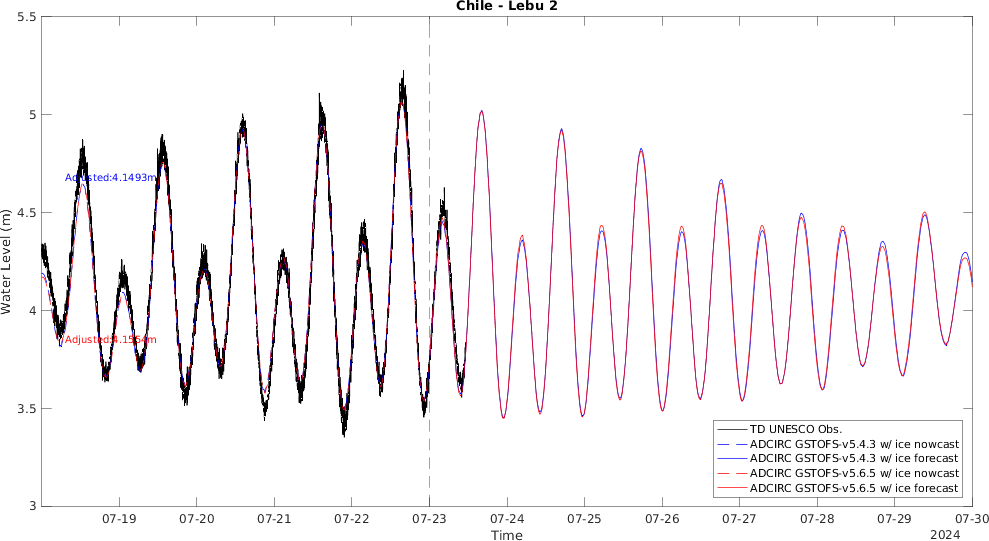 Chile - Lebu 2
5.5
5
4.5
4
3.5
3
Water Level (m)
Adjusted:4.1493m
Adjusted:4.1554m
TD UNESCO Obs.
ADCIRC GSTOFS-v5.4.3 w/ ice nowcast
ADCIRC GSTOFS-v5.4.3 w/ ice forecast
ADCIRC GSTOFS-v5.6.5 w/ ice nowcast
ADCIRC GSTOFS-v5.6.5 w/ ice forecast
07-19 07-20 07-21 07-22 07-23 07-24 07-25 07-26 07-27 07-28 07-29 07-30
Time
2024